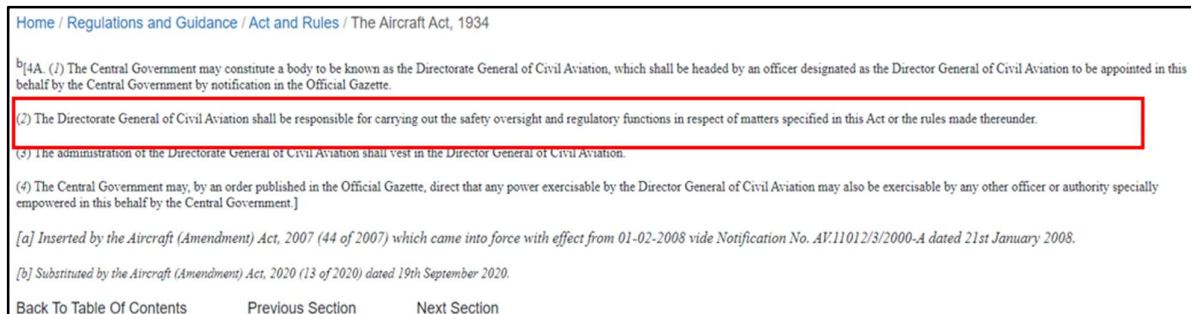 Home / Regulations and Guidance / Act and Rules / The Aircraft Act, 1934
b[4A. (1) The Central Government may constitute a body to be known as the Directorate General of Civil Aviation, which shall be headed by an officer designated as the Director General of Civil Aviation to be appointed in this
behalf by the Central Government by notification in the Official Gazette.
(2) The Directorate General of Civil Aviation shall be responsible for carrying out the safety oversight and regulatory functions in respect of matters specified in this Act or the rules made thereunder.
(3) The administration of the Directorate General of Civil Aviation shall vest in the Director General of Civil Aviation.
(4) The Central Government may, by an order published in the Official Gazette, direct that any power exercisable by the Director General of Civil Aviation may also be exercisable by any other officer or authority specially
empowered in this behalf by the Central Government.]
[a] Inserted by the Aircraft (Amendment) Act, 2007 (44 of 2007) which came into force with effect from 01-02-2008 vide Notification No. AV.11012/3/2000-A dated 21st January 2008.
[b] Substituted by the Aircraft (Amendment) Act, 2020 (13 of 2020) dated 19th September 2020.
Back To Table Of Contents Previous Section Next Section